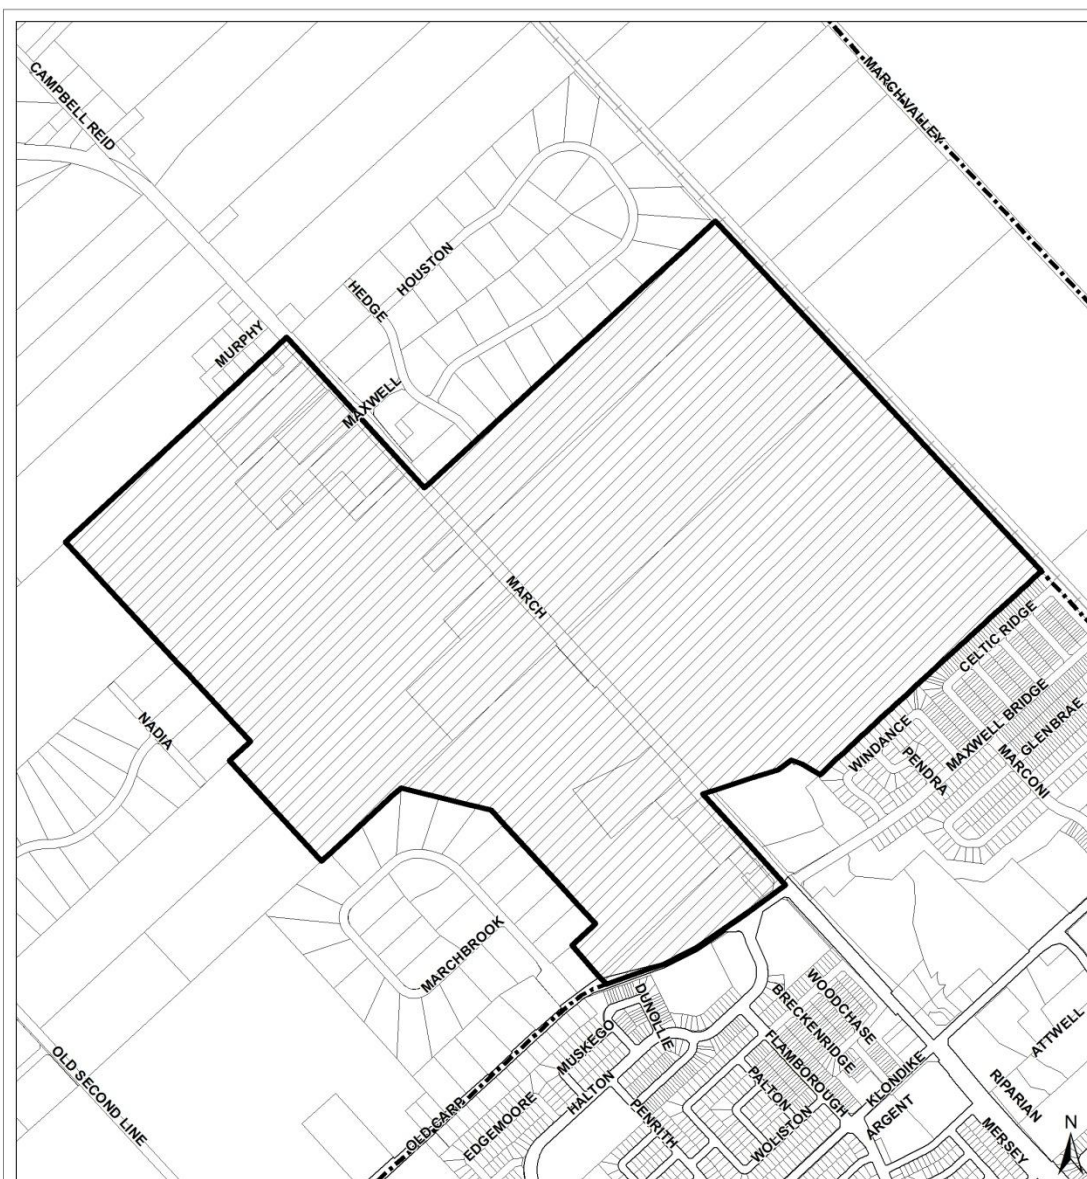 CAMPBELL REID
MARCH VALLEY
HOUSTON
HEDGE
MURPHY
MAXWELL
MARCH
CELTIC RIDGE
NADIA
WINDANCE
PENDRA
MAXWELL BRIDGE
GLENBRAE
MARCONI
MARCHBROOK
DUNOLLIE
WOODCHASE
BRECKENRIDGE
MUSKEGO
FLAMBOROUGH
HALTON
PALTON
KLONDIKE
ATTWELL
OLD SECOND LINE
OLD CARP
EDGEMOORE
PENRITH
WOLISTON
ARGENT
RIPARIAN
MERSEY
N